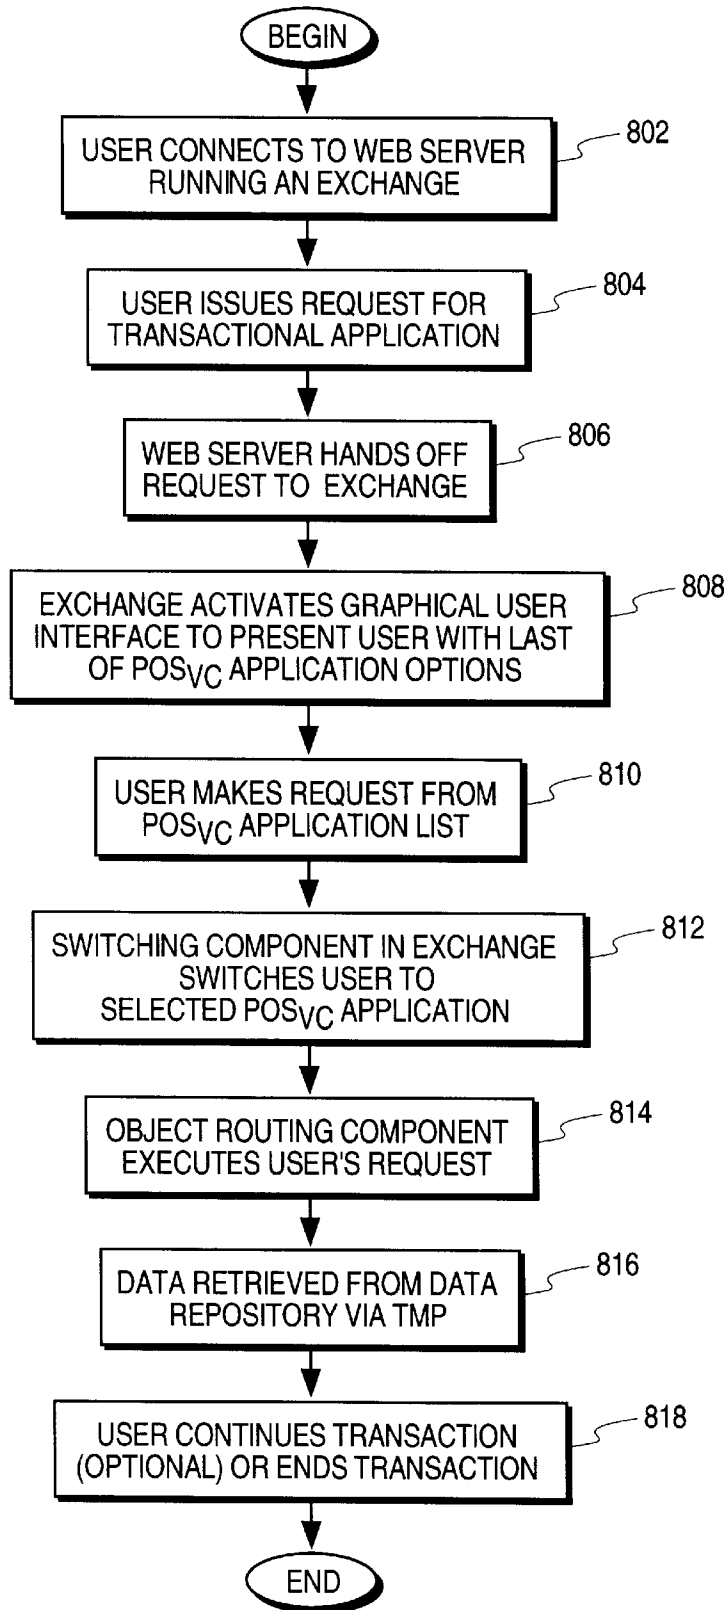 BEGIN
USER CONNECTS TO WEB SERVER
RUNNING AN EXCHANGE
802
USER ISSUES REQUEST FOR
TRANSACTIONAL APPLICATION
804
WEB SERVER HANDS OFF
REQUEST TO EXCHANGE
806
EXCHANGE ACTIVATES GRAPHICAL USER
INTERFACE TO PRESENT USER WITH LAST
OF POSVC APPLICATION OPTIONS
808
USER MAKES REQUEST FROM
POSVC APPLICATION LIST
810
SWITCHING COMPONENT IN EXCHANGE
SWITCHES USER TO
SELECTED POSVC APPLICATION
812
OBJECT ROUTING COMPONENT
EXECUTES USER'S REQUEST
814
DATA RETRIEVED FROM DATA
REPOSITORY VIA TMP
816
USER CONTINUES TRANSACTION
(OPTIONAL) OR ENDS TRANSACTION
818
END